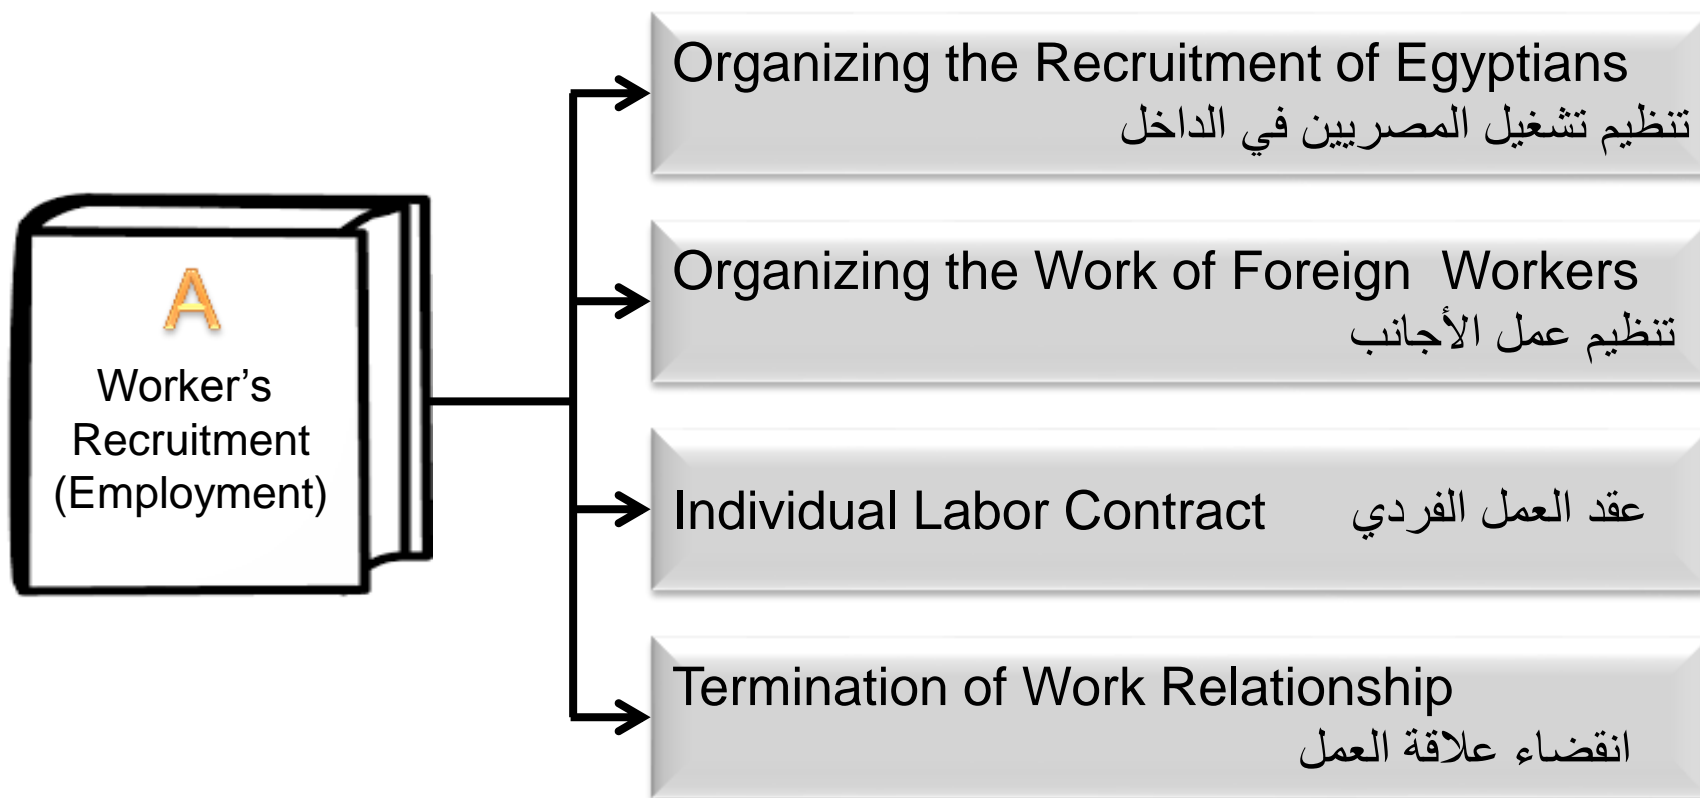 A
Worker’s
Recruitment
(Employment)
Organizing the Recruitment of Egyptians
تنظيم تشغيل المصريين في الداخل
Organizing the Work of Foreign  Workers
تنظيم عمل الأجانب
Individual Labor Contract عقد العمل الفردي
Termination of Work Relationship
انقضاء علاقة العمل